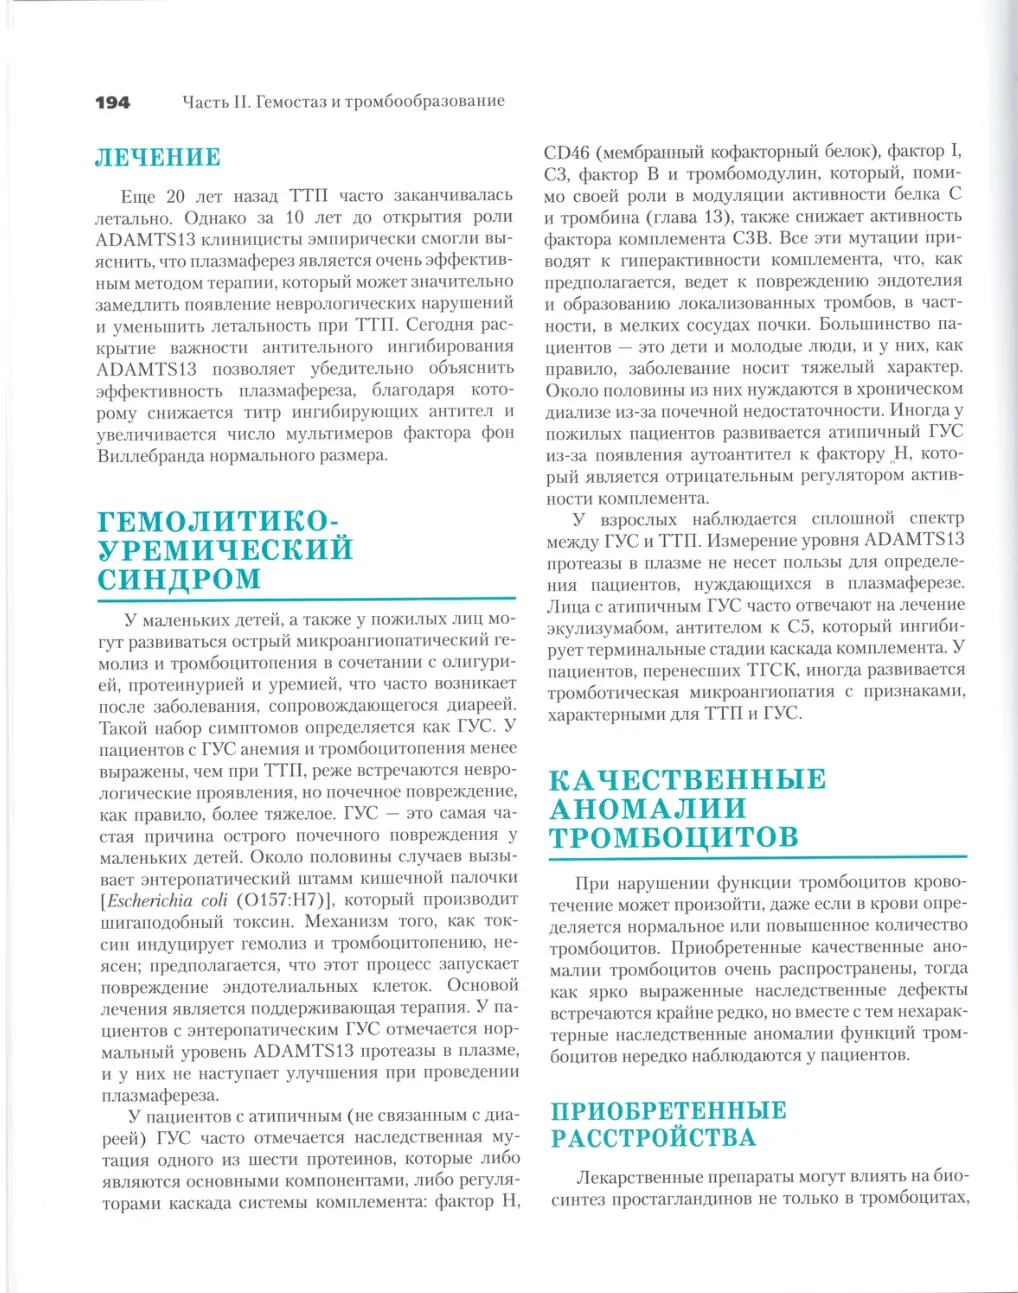 194 Часть II. Гемостаз и тромбообразование
ЛЕЧЕНИЕ
Еще 20 лет назад ТТП часто заканчивалась
летально. Однако за 10 лет до открытия роли
ADAMTS13 клиницисты эмпирически смогли вы-
яснить, что плазмаферез является очень эффектив-
ным методом терапии, который может значительно
замедлить появление неврологических нарушений
и уменьшить летальность при ТТП. Сегодня рас-
крытие важности антительного ингибирования
ADAMTS13 позволяет убедительно объяснить
эффективность плазмафереза, благодаря кото-
рому снижается титр ингибирующих антител и
увеличивается число мультимеров фактора фон
Виллебранда нормального размера.
ГЕМОЛИТИКО-
УРЕМИЧЕСКИЙ
СИНДРОМ
У маленьких детей, а также у пожилых лиц мо-
гут развиваться острый микроангиопатический ге-
молиз и тромбоцитопения в сочетании с олигури-
ей, протеинурией и уремией, что часто возникает
после заболевания, сопровождающегося диареей.
Такой набор симптомов определяется как ГУС. У
пациентов с ГУС анемия и тромбоцитопения менее
выражены, чем при ТТП, реже встречаются невро-
логические проявления, но почечное повреждение,
как правило, более тяжелое. ГУС — это самая ча-
стая причина острого почечного повреждения у
маленьких детей. Около половины случаев вызы-
вает энтеропатический штамм кишечной палочки
[Escherichia coli (O157:H7)], который производит
шигаподобный токсин. Механизм того, как ток-
син индуцирует гемолиз и тромбоцитопению, не-
ясен; предполагается, что этот процесс запускает
повреждение эндотелиальных клеток. Основой
лечения является поддерживающая терапия. У па-
циентов с энтеропатическим ГУС отмечается нор-
мальный уровень ADAMTS13 протеазы в плазме,
и у них не наступает улучшения при проведении
плазмафереза.
У пациентов с атипичным (не связанным с диа-
реей) ГУС часто отмечается наследственная му-
тация одного из шести протеинов, которые либо
являются основными компонентами, либо регуля-
торами каскада системы комплемента: фактор H,
CD46 (мембранный кофакторный белок), фактор I,
C3, фактор B и тромбомодулин, который, поми-
мо своей роли в модуляции активности белка C
и тромбина (глава 13), также снижает активность
фактора комплемента C3B. Все эти мутации при-
водят к гиперактивности комплемента, что, как
предполагается, ведет к повреждению эндотелия
и образованию локализованных тромбов, в част-
ности, в мелких сосудах почки. Большинство па-
циентов — это дети и молодые люди, и у них, как
правило, заболевание носит тяжелый характер.
Около половины из них нуждаются в хроническом
диализе из-за почечной недостаточности. Иногда у
пожилых пациентов развивается атипичный ГУС
из-за появления аутоантител к фактору H, кото-
рый является отрицательным регулятором актив-
ности комплемента.
У взрослых наблюдается сплошной спектр
между ГУС и ТТП. Измерение уровня ADAMTS13
протеазы в плазме не несет пользы для определе-
ния пациентов, нуждающихся в плазмаферезе.
Лица с атипичным ГУС часто отвечают на лечение
экулизумабом, антителом к C5, который ингиби-
рует терминальные стадии каскада комплемента. У
пациентов, перенесших ТГСК, иногда развивается
тромботическая микроангиопатия с признаками,
характерными для ТТП и ГУС.
КАЧЕСТВЕННЫЕ
АНОМАЛИИ
ТРОМБОЦИТОВ
При нарушении функции тромбоцитов крово-
течение может произойти, даже если в крови опре-
деляется нормальное или повышенное количество
тромбоцитов. Приобретенные качественные ано-
малии тромбоцитов очень распространены, тогда
как ярко выраженные наследственные дефекты
встречаются крайне редко, но вместе с тем нехарак-
терные наследственные аномалии функций тром-
боцитов нередко наблюдаются у пациентов.
ПРИОБРЕТЕННЫЕ
РАССТРОЙСТВА
Лекарственные препараты могут влиять на био-
синтез простагландинов не только в тромбоцитах,